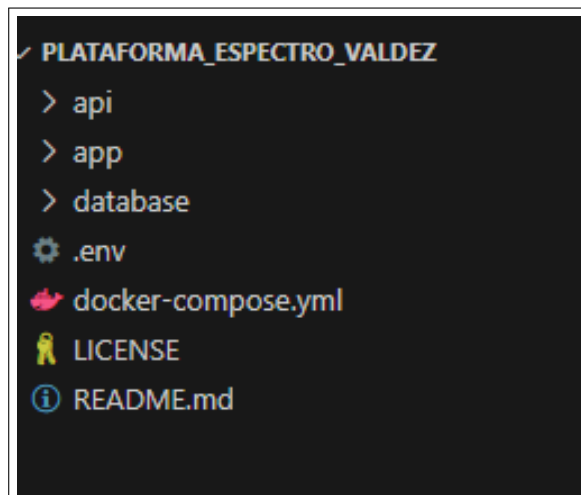 PLATAFORMA_ESPECTRO_VALDEZ
api
app
database
.env
docker-compose.yml
LICENSE
README.md